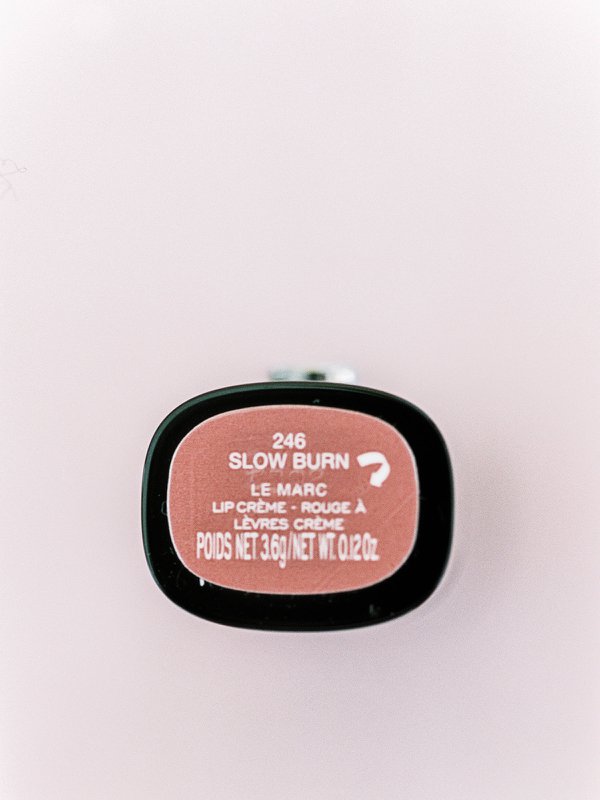 246
SLOW BURN
LE MARC
LIP CRÈME - ROUGE À
LÈVRES CRÈME
POIDS NET 3.6g/NET WT. 0.12 Oz